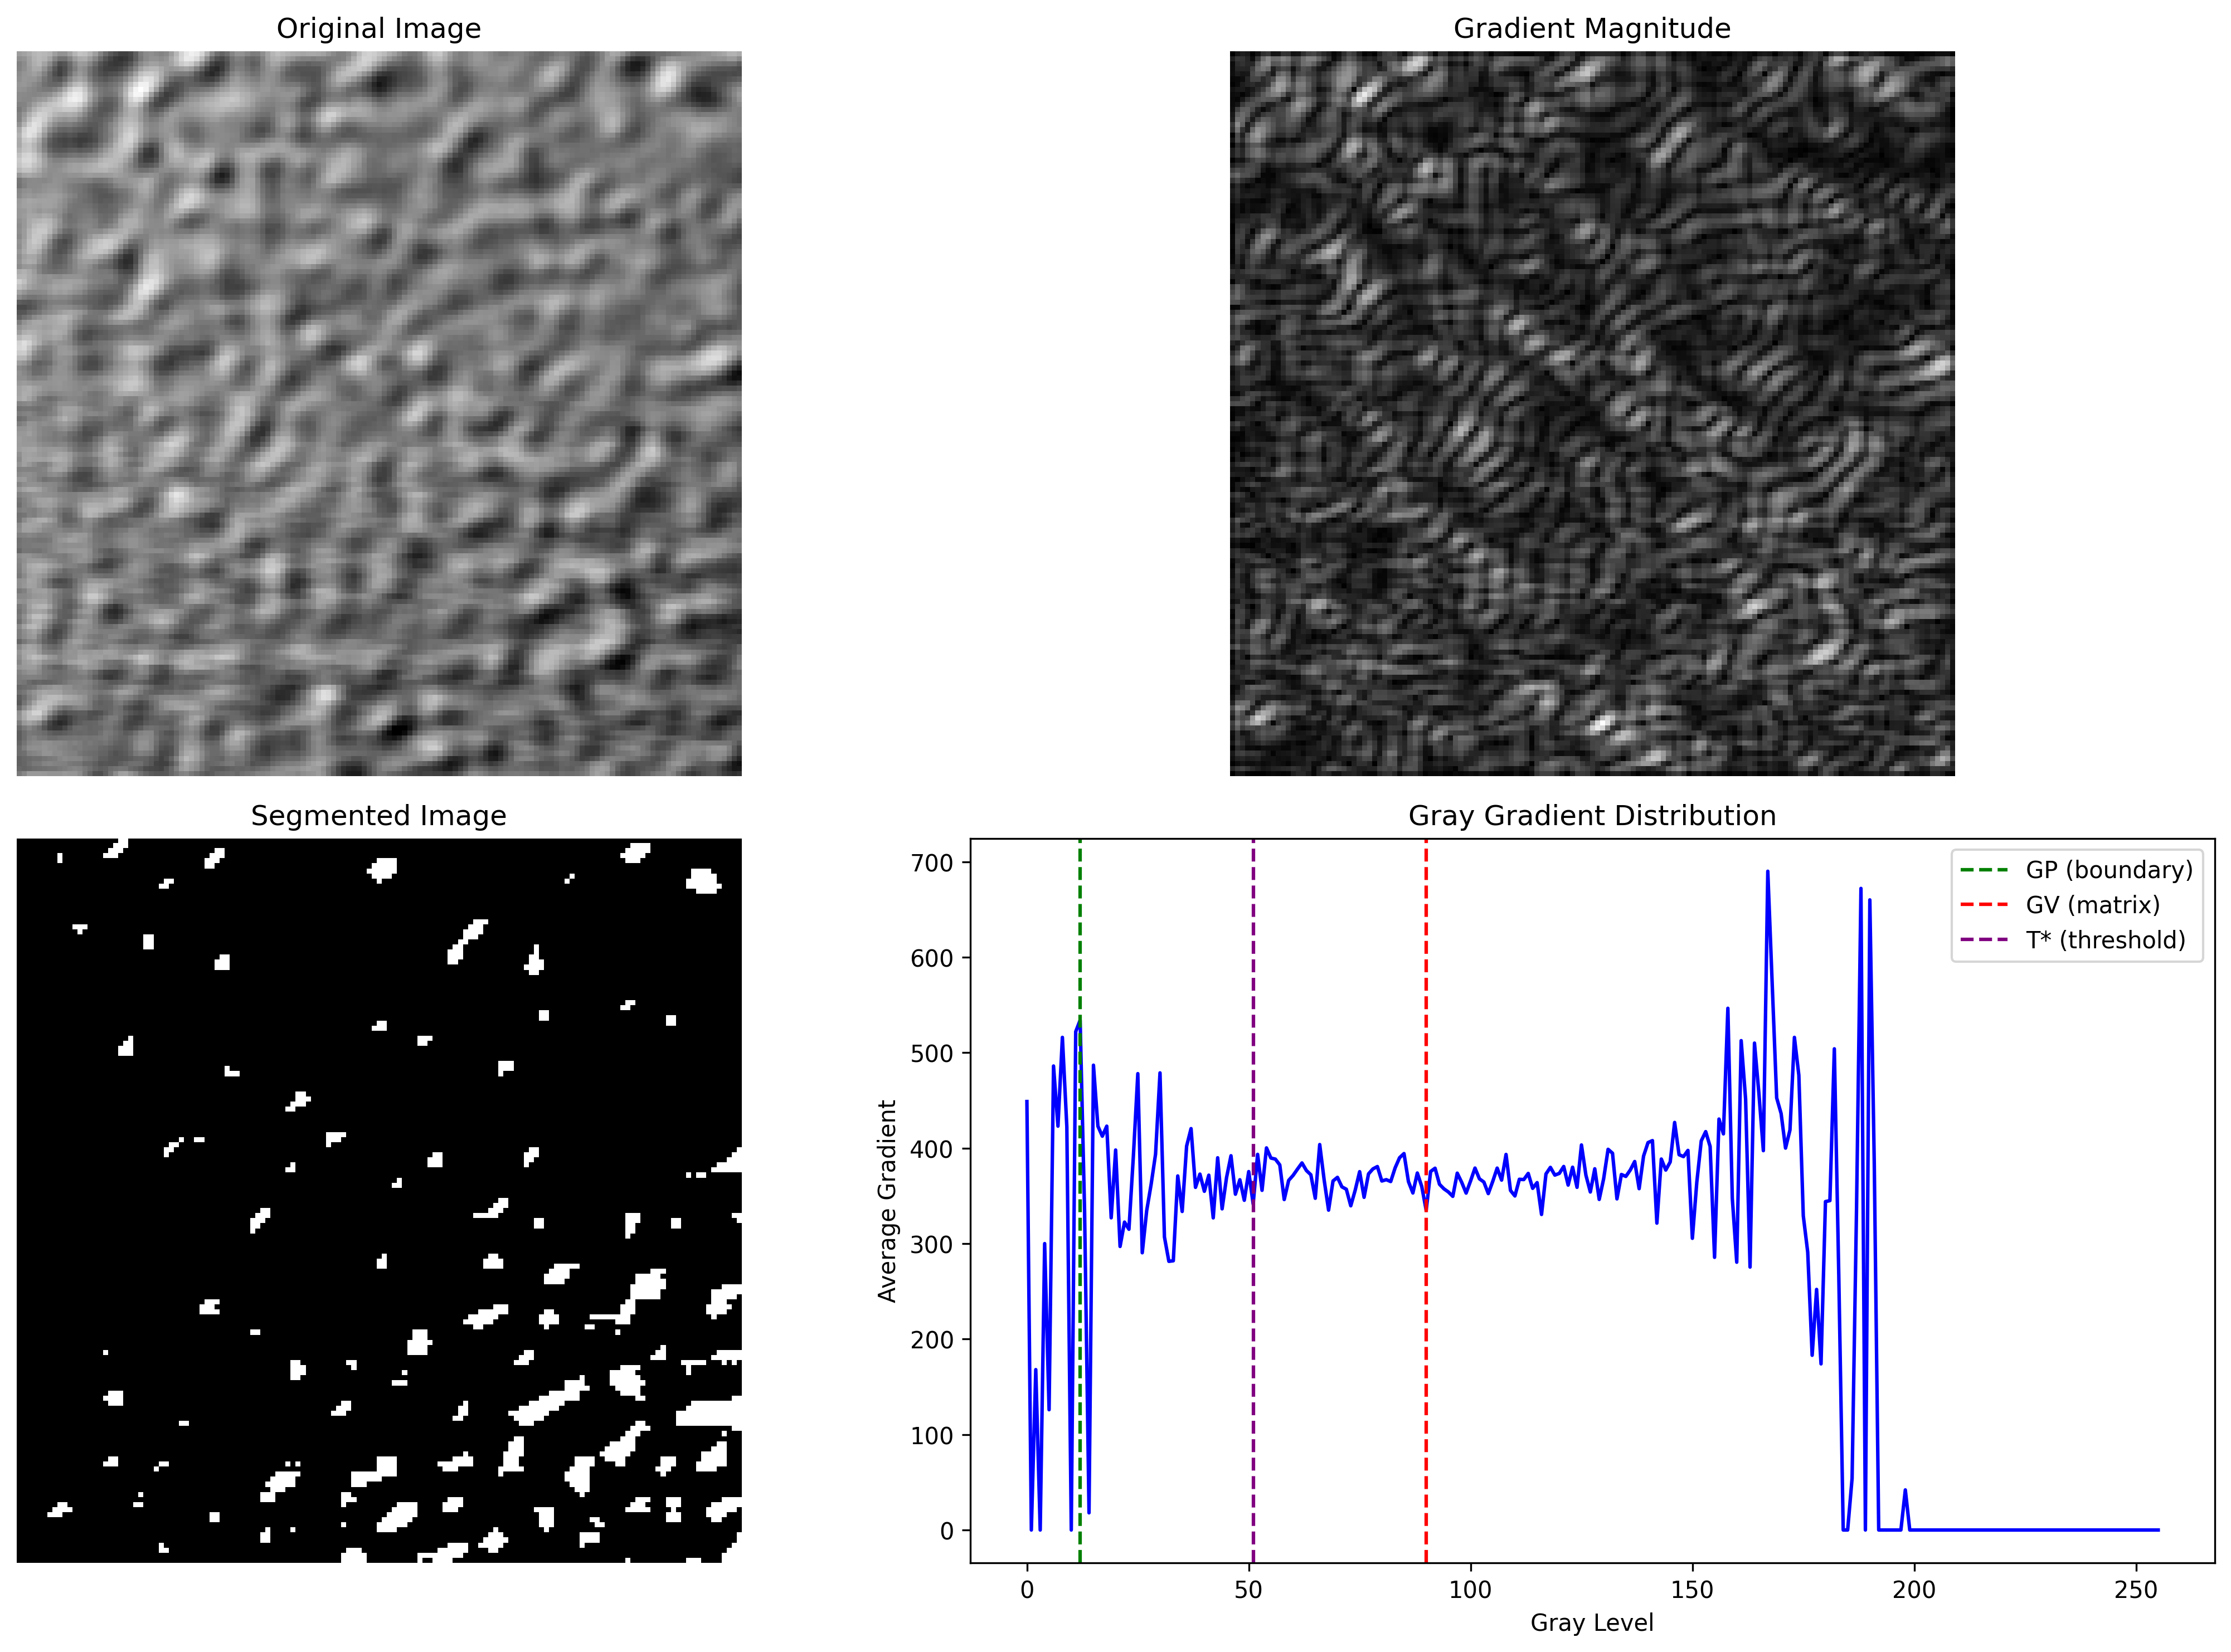 Original Image
Gradient Magnitude
Segmented Image
Gray Gradient Distribution
700
600
500
400
300
200
100
0
Average Gradient
GP (boundary)
GV (matrix)
T* (threshold)
0 50 100 150 200 250
Gray Level